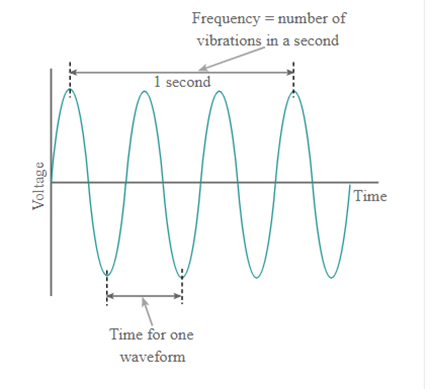 Frequency = number of
vibrations in a second
1 second
Voltage
Time
Time for one
waveform